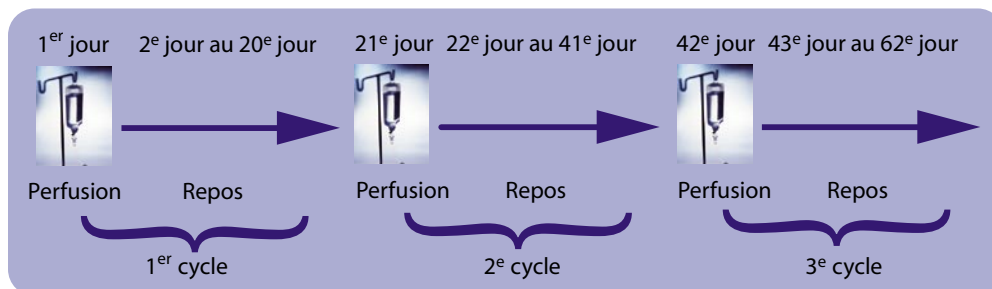 1er jour 2e jour au 20e jour 21e jour 22e jour au 41e jour 42e jour 43e jour au 62e jour
Perfusion Repos Perfusion Repos Perfusion Repos
1er cycle 2e cycle 3e cycle